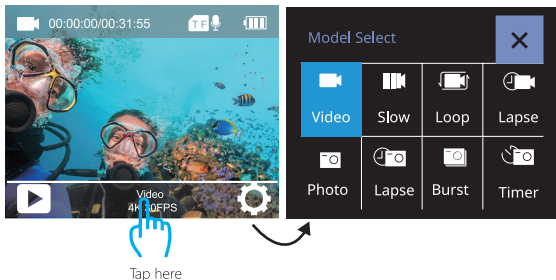 00:00:00/00:31:55
TF
Video
4K 30FPS
Tap here
Model Select
Video
Slow
Loop
Lapse
Photo
Lapse
Burst
Timer